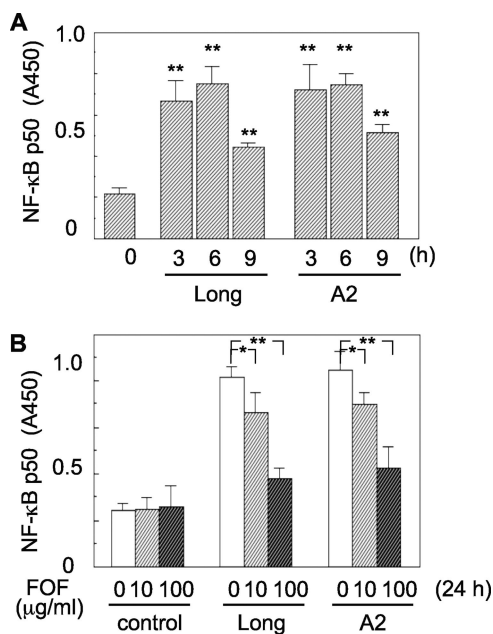 A
NF-κB p50 (A450)
1.0
0.5
0
** ** **
** ** **
0 3 6 9 3 6 9 (h)
Long A2
B
NF-κB p50 (A450)
1.0
0.5
0
** **
* *
FOF 0 10 100 0 10 100 0 10 100 (24 h)
(μg/ml) control Long A2